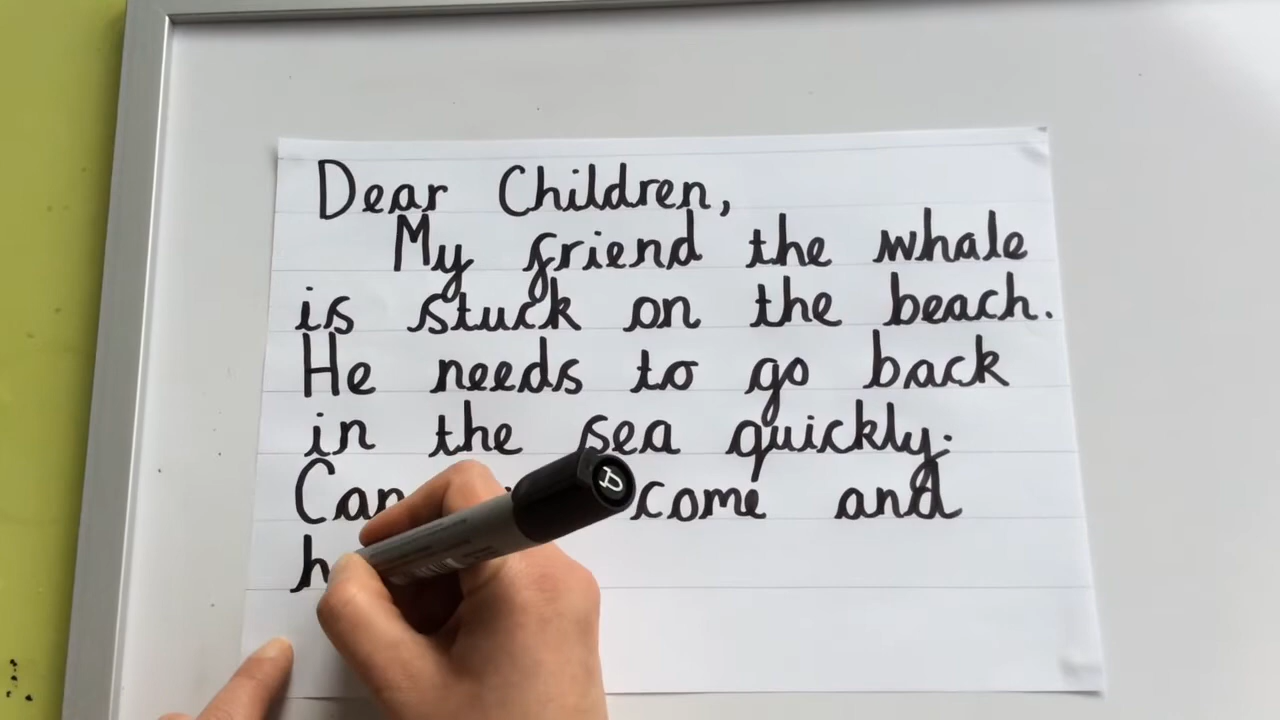 Dear Children,
My friend the whale
is stuck on the beach.
He needs to go back
in the sea quickly.
Can come and